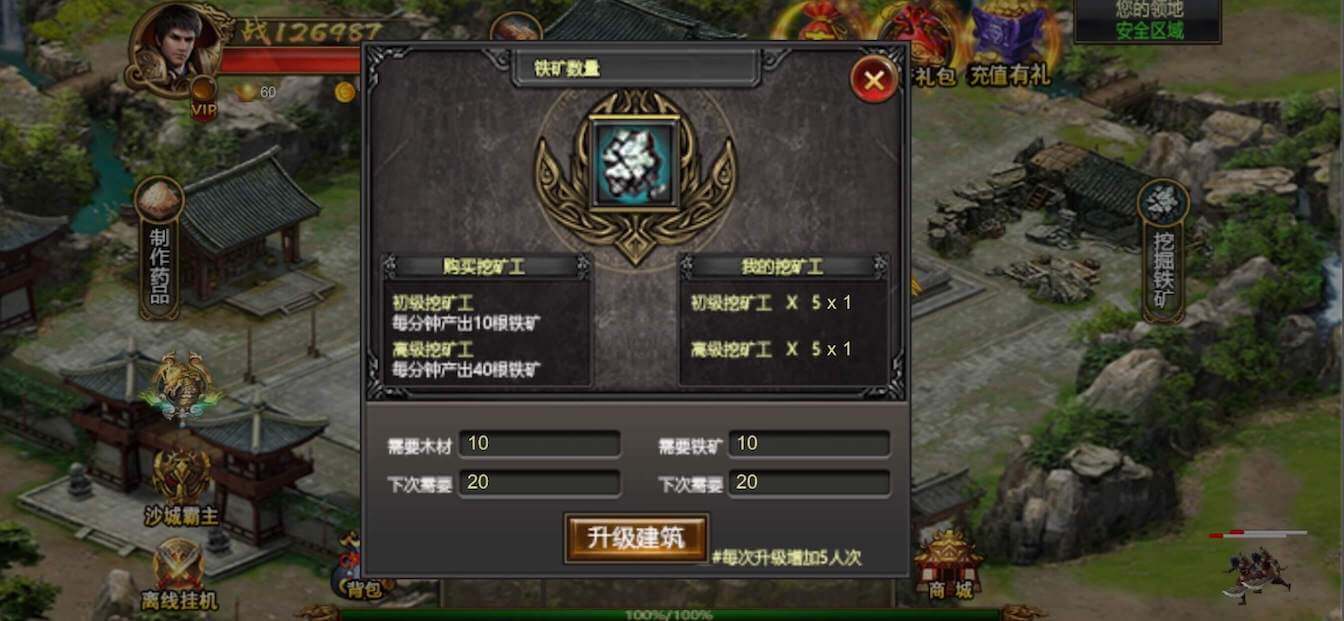 战126987
60
VIP
您的领地
安全区域
礼包
充值有礼
铁矿数量
制作药品
挖掘铁矿
购买挖矿工
初级挖矿工
每分钟产出10根铁矿
高级挖矿工
每分钟产出40根铁矿
我的挖矿工
初级挖矿工 X 5 x 1
高级挖矿工 X 5 x 1
需要木材 10
需要铁矿 10
下次需要 20
下次需要 20
升级建筑
#每次升级增加5人次
沙城霸主
离线挂机
背包
商城
100%/100%